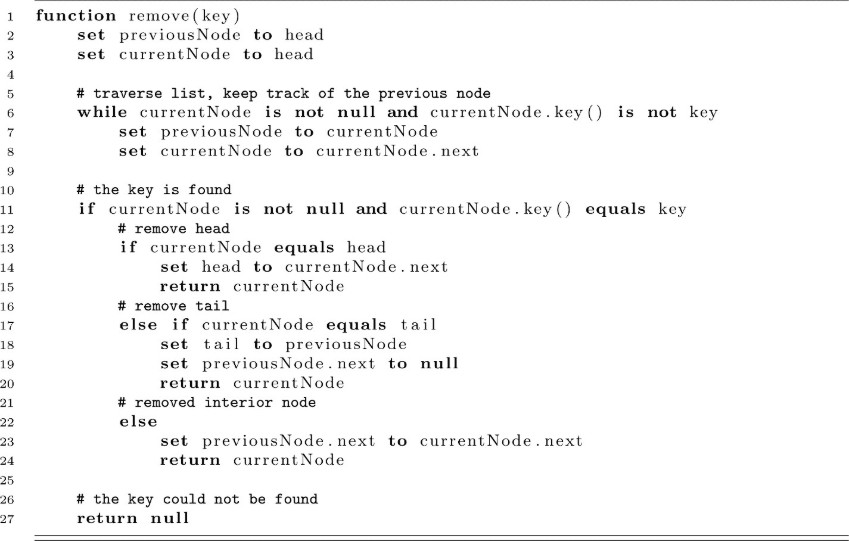 1 function remove(key)
2 set previousNode to head
3 set currentNode to head
4
5 # traverse list, keep track of the previous node
6 while currentNode is not null and currentNode.key() is not key
7 set previousNode to currentNode
8 set currentNode to currentNode.next
9
10 # the key is found
11 if currentNode is not null and currentNode.key() equals key
12 # remove head
13 if currentNode equals head
14 set head to currentNode.next
15 return currentNode
16 # remove tail
17 else if currentNode equals tail
18 set tail to previousNode
19 set previousNode.next to null
20 return currentNode
21 # removed interior node
22 else
23 set previousNode.next to currentNode.next
24 return currentNode
25
26 # the key could not be found
27 return null